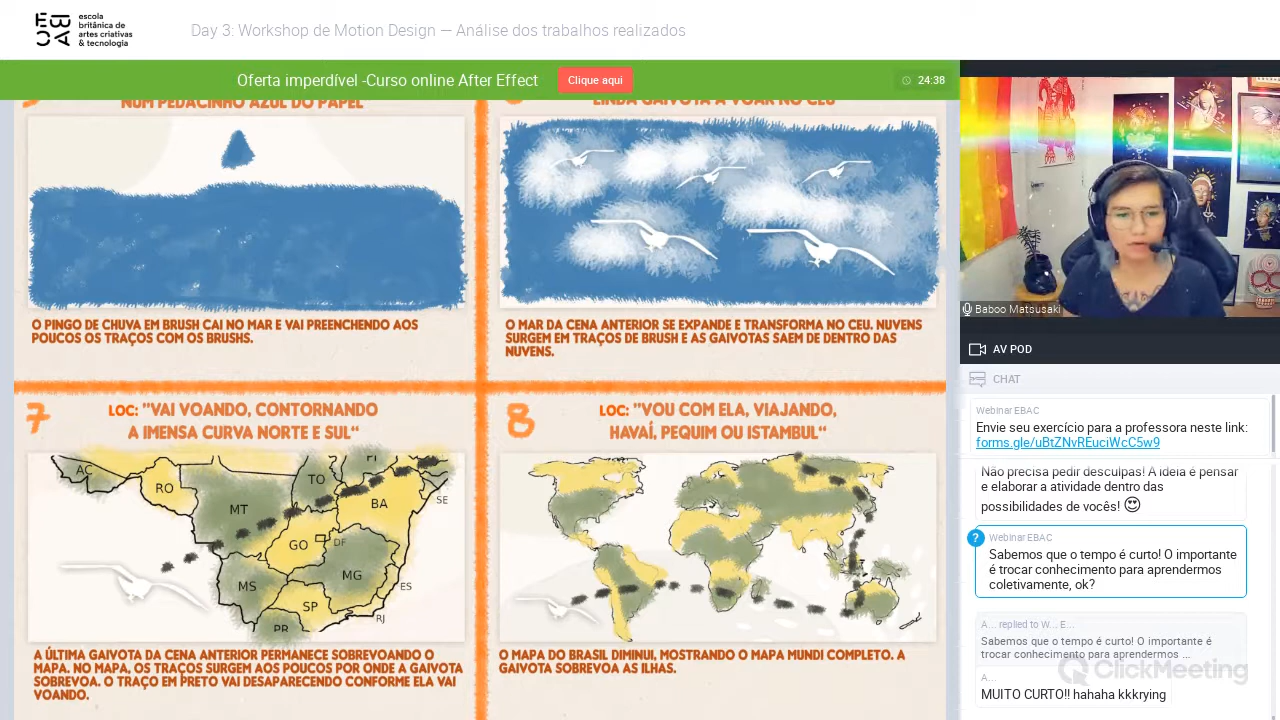 escola
britânica de
artes criativas
& tecnologia
EBAC
Day 3: Workshop de Motion Design — Análise dos trabalhos realizados
Oferta imperdível -Curso online After Effect
Clique aqui
24:38
NUM PEDACINHO AZUL DO PAPEL
LINDA GAIVOTA A VOAR NO CÉU
O PINGO DE CHUVA EM BRUSH CAI NO MAR E VAI PREENCHENDO AOS
POUCOS OS TRAÇOS COM OS BRUSHS.
O MAR DA CENA ANTERIOR SE EXPANDE E TRANSFORMA NO CEU. NUVENS
SURGEM EM TRAÇOS DE BRUSH E AS GAIVOTAS SAEM DE DENTRO DAS
NUVENS.
7
LOC: "VAI VOANDO, CONTORNANDO
A IMENSA CURVA NORTE E SUL"
8
LOC: "VOU COM ELA, VIAJANDO,
HAVAÍ, PEQUIM OU ISTAMBUL"
AC
RO
MT
TO
PI
BA
SE
GO
DF
MS
MG
ES
SP
RJ
PR
A ÚLTIMA GAIVOTA DA CENA ANTERIOR PERMANECE SOBREVOANDO O
MAPA. NO MAPA, OS TRAÇOS SURGEM AOS POUCOS POR ONDE A GAIVOTA
SOBREVOA. O TRAÇO EM PRETO VAI DESAPARECENDO CONFORME ELA VAI
VOANDO.
O MAPA DO BRASIL DIMINUI, MOSTRANDO O MAPA MUNDI COMPLETO. A
GAIVOTA SOBREVOA AS ILHAS.
Baboo Matsusaki
AV POD
CHAT
Webinar EBAC
Envie seu exercício para a professora neste link:
forms.gle/uBtZNvREuciWcC5w9
Não precisa pedir desculpas! A ideia é pensar
e elaborar a atividade dentro das
possibilidades de vocês! 😍
?
Webinar EBAC
Sabemos que o tempo é curto! O importante
é trocar conhecimento para aprendermos
coletivamente, ok?
A... replied to W... E...
Sabemos que o tempo é curto! O importante é
trocar conhecimento para aprendermos ...
ClickMeeting
A...
MUITO CURTO!! hahaha kkkrying